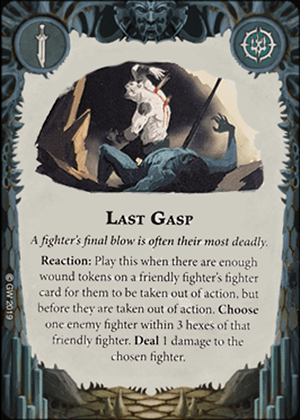 LAST GASP
A fighter's final blow is often their most deadly.
Reaction: Play this when there are enough
wound tokens on a friendly fighter's fighter
card for them to be taken out of action, but
before they are taken out of action. Choose
one enemy fighter within 3 hexes of that
friendly fighter. Deal 1 damage to the
chosen fighter.
© GW 2019